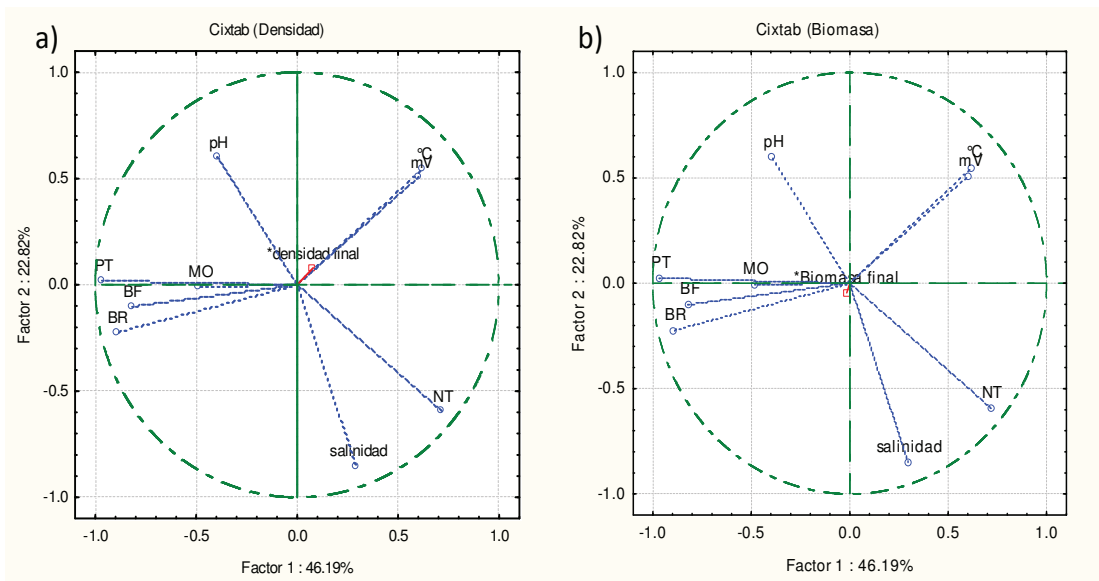 a)
Cixtab (Densidad)
1.0
0.5
0.0
-0.5
-1.0
Factor 2 : 22.82%
pH
°C
mV
*densidad final
PT
MO
BF
BR
NT
salinidad
-1.0 -0.5 0.0 0.5 1.0
Factor 1 : 46.19%
b)
Cixtab (Biomasa)
1.0
0.5
0.0
-0.5
-1.0
Factor 2 : 22.82%
pH
°C
mV
PT
MO
*Biomasa final
BF
BR
NT
salinidad
-1.0 -0.5 0.0 0.5 1.0
Factor 1 : 46.19%